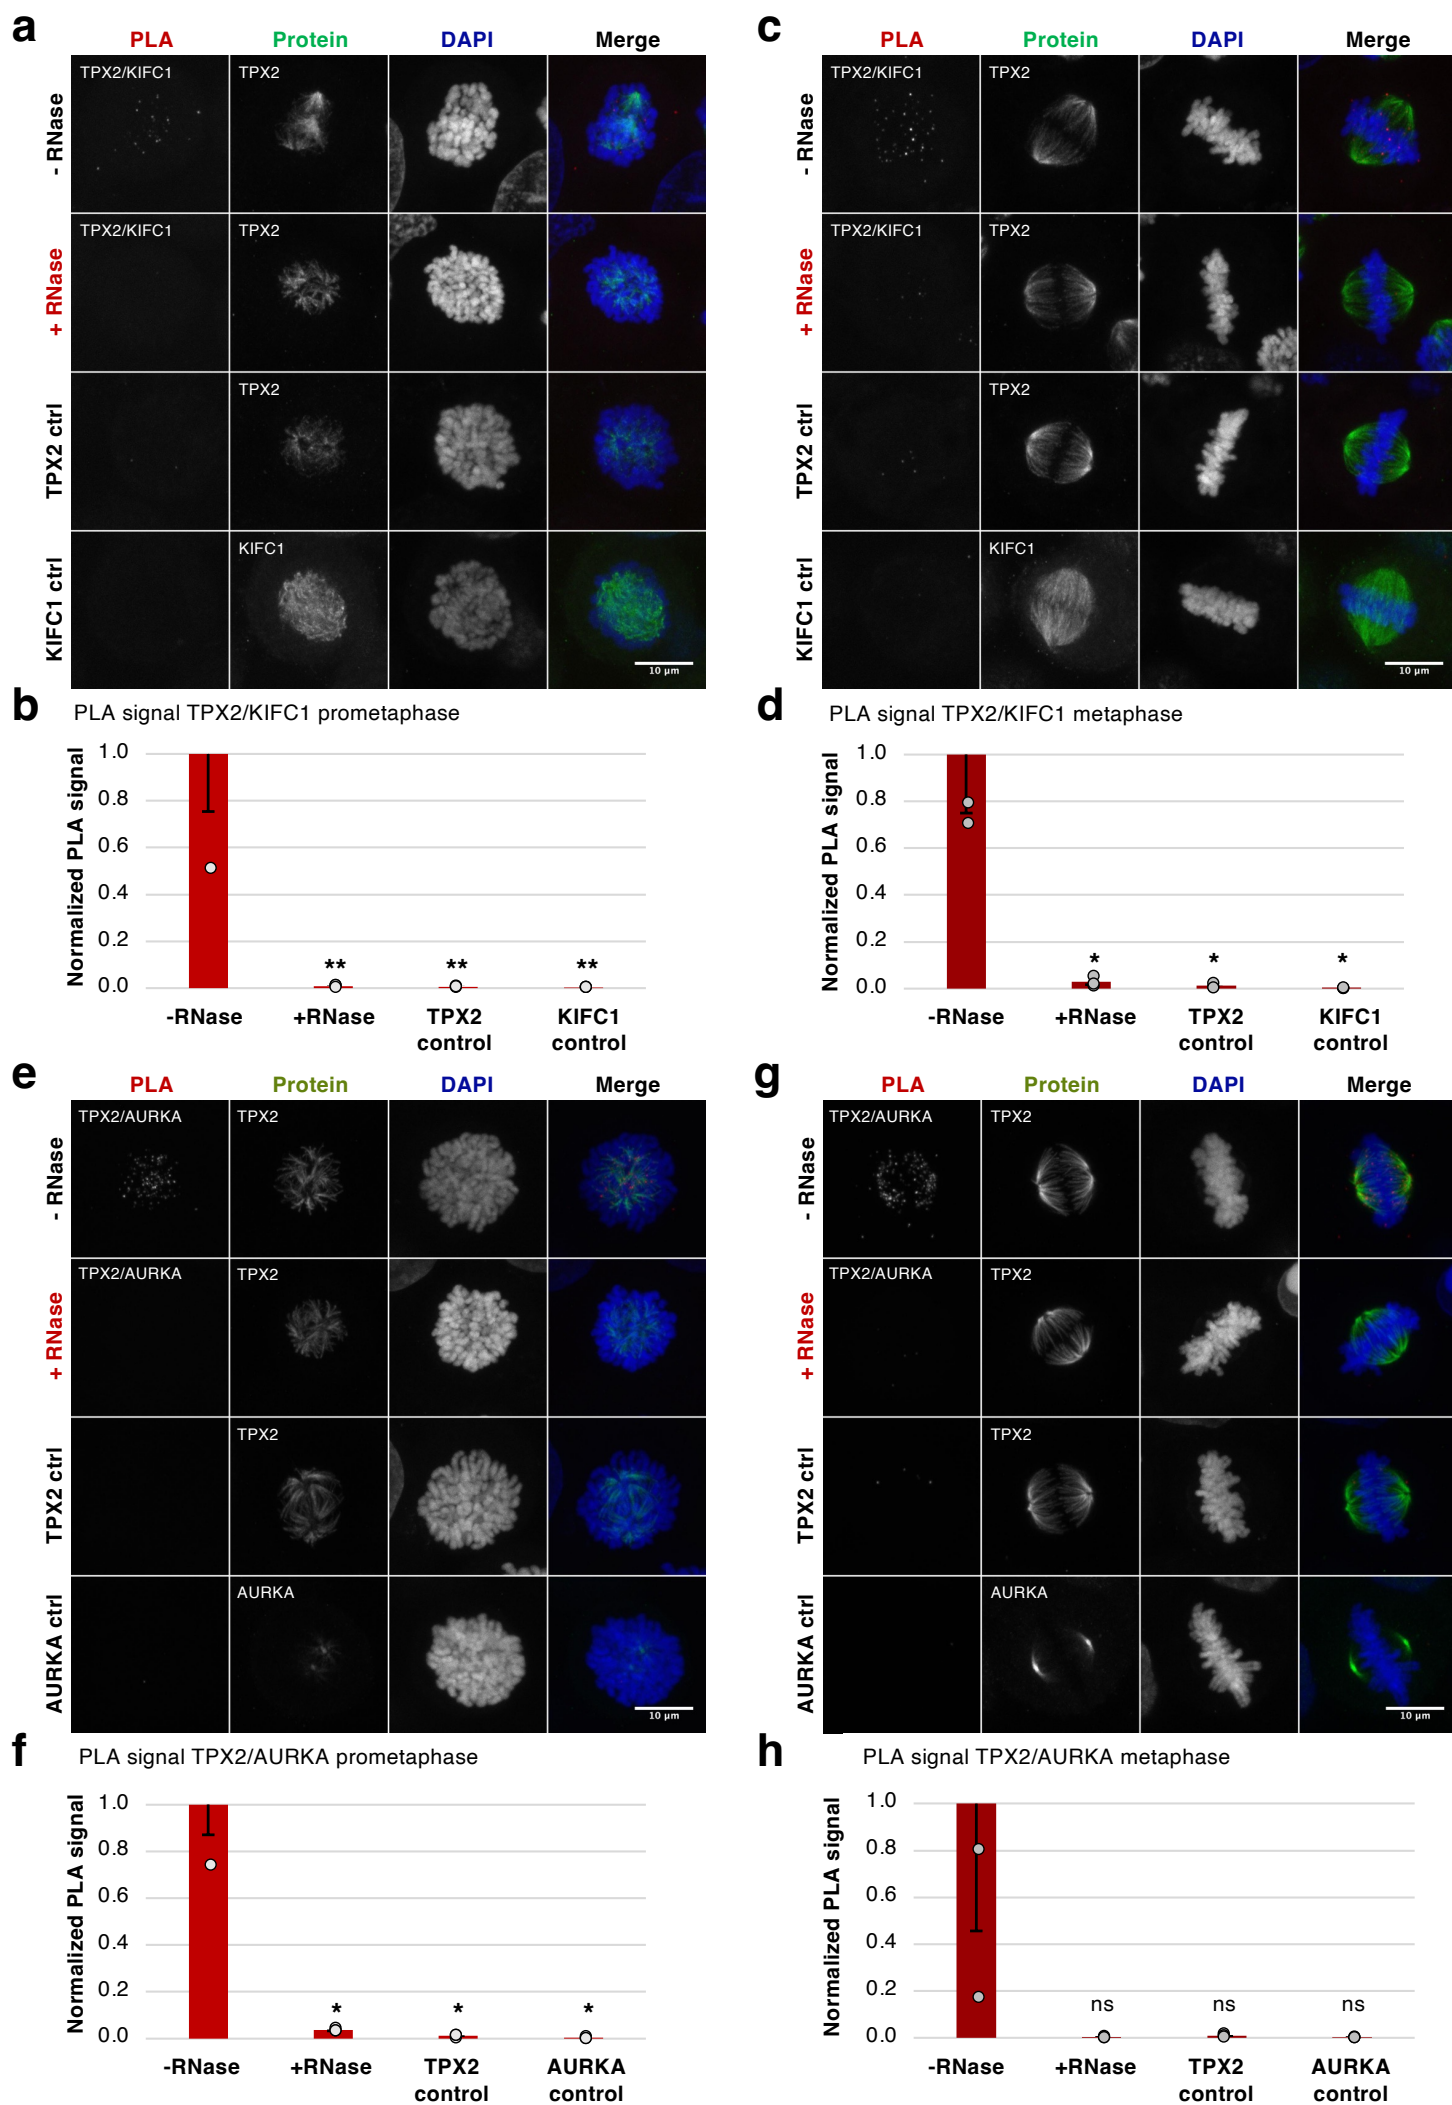 a
PLA Protein DAPI Merge
- RNase
TPX2/KIFC1 TPX2
+ RNase
TPX2/KIFC1 TPX2
TPX2 ctrl
TPX2
KIFC1 ctrl
KIFC1
10 µm
c
PLA Protein DAPI Merge
- RNase
TPX2/KIFC1 TPX2
+ RNase
TPX2/KIFC1 TPX2
TPX2 ctrl
TPX2
KIFC1 ctrl
KIFC1
10 µm
b
PLA signal TPX2/KIFC1 prometaphase
Normalized PLA signal
1.0
0.8
0.6
0.4
0.2
0.0
** ** **
-RNase +RNase TPX2 KIFC1
control control
d
PLA signal TPX2/KIFC1 metaphase
Normalized PLA signal
1.0
0.8
0.6
0.4
0.2
0.0
* * *
-RNase +RNase TPX2 KIFC1
control control
e
PLA Protein DAPI Merge
- RNase
TPX2/AURKA TPX2
+ RNase
TPX2/AURKA TPX2
TPX2 ctrl
TPX2
AURKA ctrl
AURKA
10 µm
g
PLA Protein DAPI Merge
- RNase
TPX2/AURKA TPX2
+ RNase
TPX2/AURKA TPX2
TPX2 ctrl
TPX2
AURKA ctrl
AURKA
10 µm
f
PLA signal TPX2/AURKA prometaphase
Normalized PLA signal
1.0
0.8
0.6
0.4
0.2
0.0
* * *
-RNase +RNase TPX2 AURKA
control control
h
PLA signal TPX2/AURKA metaphase
Normalized PLA signal
1.0
0.8
0.6
0.4
0.2
0.0
ns ns ns
-RNase +RNase TPX2 AURKA
control control